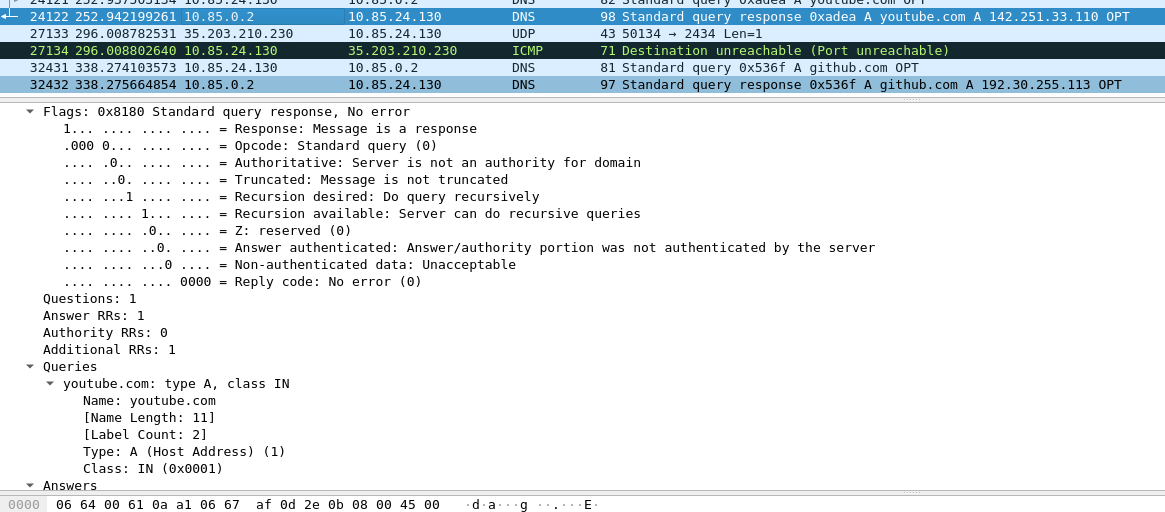 24121 252.937503134 10.85.24.130 10.85.0.2 DNS 82 Standard query 0xadea A youtube.com OPT
24122 252.942199261 10.85.0.2 10.85.24.130 DNS 98 Standard query response 0xadea A youtube.com A 142.251.33.110 OPT
27133 296.008782531 35.203.210.230 10.85.24.130 UDP 43 50134 → 2434 Len=1
27134 296.008802640 10.85.24.130 35.203.210.230 ICMP 71 Destination unreachable (Port unreachable)
32431 338.274103573 10.85.24.130 10.85.0.2 DNS 81 Standard query 0x536f A github.com OPT
32432 338.275664854 10.85.0.2 10.85.24.130 DNS 97 Standard query response 0x536f A github.com A 192.30.255.113 OPT
Flags: 0x8180 Standard query response, No error
1... .... .... .... = Response: Message is a response
.000 0... .... .... = Opcode: Standard query (0)
.... .0.. .... .... = Authoritative: Server is not an authority for domain
.... ..0. .... .... = Truncated: Message is not truncated
.... ...1 .... .... = Recursion desired: Do query recursively
.... .... 1... .... = Recursion available: Server can do recursive queries
.... .... .0.. .... = Z: reserved (0)
.... .... ..0. .... = Answer authenticated: Answer/authority portion was not authenticated by the server
.... .... ...0 .... = Non-authenticated data: Unacceptable
.... .... .... 0000 = Reply code: No error (0)
Questions: 1
Answer RRs: 1
Authority RRs: 0
Additional RRs: 1
Queries
youtube.com: type A, class IN
Name: youtube.com
[Name Length: 11]
[Label Count: 2]
Type: A (Host Address) (1)
Class: IN (0x0001)
Answers
0000 06 64 00 61 0a a1 06 67 af 0d 2e 0b 08 00 45 00 ·d·a···g ··.···E·